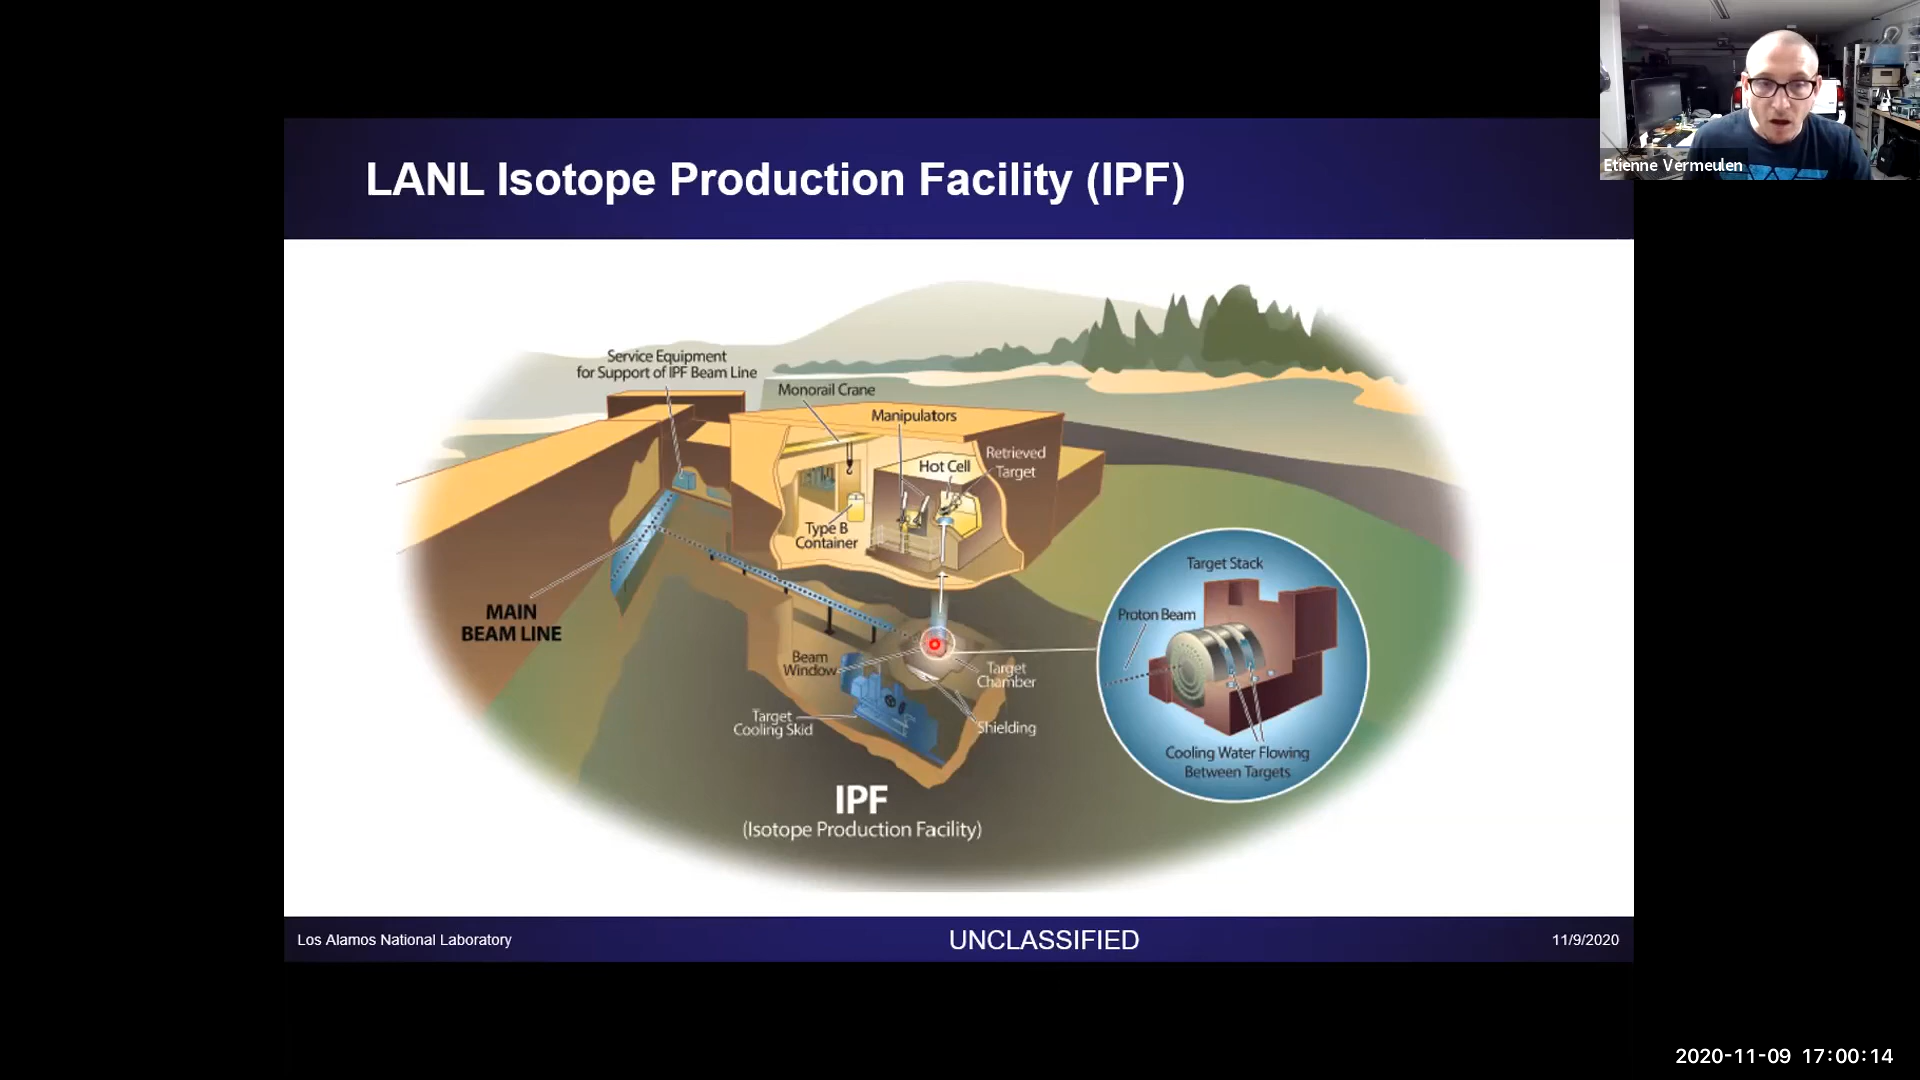 LANL Isotope Production Facility (IPF)
Etienne Vermeulen
Service Equipment
for Support of IPF Beam Line
Monorail Crane
Manipulators
Hot Cell
Retrieved
Target
Type B
Container
MAIN
BEAM LINE
Beam
Window
Target
Chamber
Target
Cooling Skid
Shielding
Target Stack
Proton Beam
Cooling Water Flowing
Between Targets
IPF
(Isotope Production Facility)
Los Alamos National Laboratory
UNCLASSIFIED
11/9/2020
2020-11-09 17:00:14